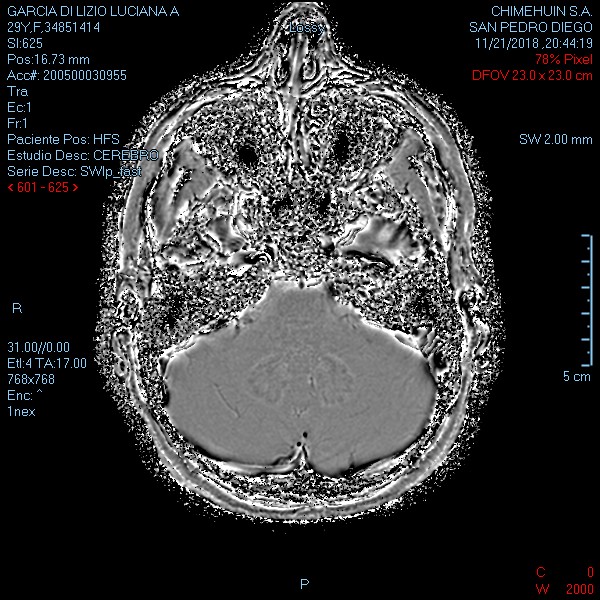 GARCIA DI LIZIO LUCIANA A
29Y,F,34851414
SI:625
Pos:16.73 mm
Acc#: 200500030955
Tra
Ec:1
Fr:1
Paciente Pos: HFS
Estudio Desc: CEREBRO
Serie Desc: SWIp_fast
< 601 - 625 >
Lossy
CHIMEHUIN S.A.
SAN PEDRO DIEGO
11/21/2018 ,20:44:19
78% Pixel
DFOV 23.0 x 23.0 cm
SW 2.00 mm
R
31.00//0.00
Etl:4 TA:17.00
768x768
Enc: ^
1nex
5 cm
P
C 0
W 2000